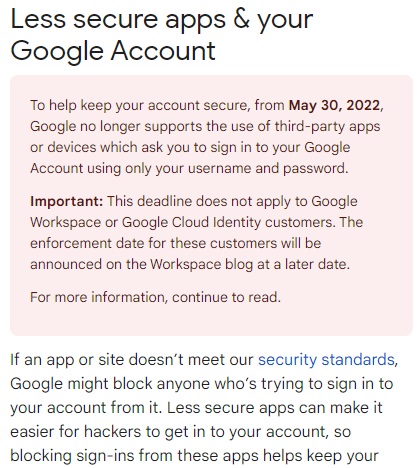 Less secure apps & your
Google Account
To help keep your account secure, from May 30, 2022,
Google no longer supports the use of third-party apps
or devices which ask you to sign in to your Google
Account using only your username and password.
Important: This deadline does not apply to Google
Workspace or Google Cloud Identity customers. The
enforcement date for these customers will be
announced on the Workspace blog at a later date.
For more information, continue to read.
If an app or site doesn’t meet our security standards,
Google might block anyone who’s trying to sign in to
your account from it. Less secure apps can make it
easier for hackers to get in to your account, so
blocking sign-ins from these apps helps keep your